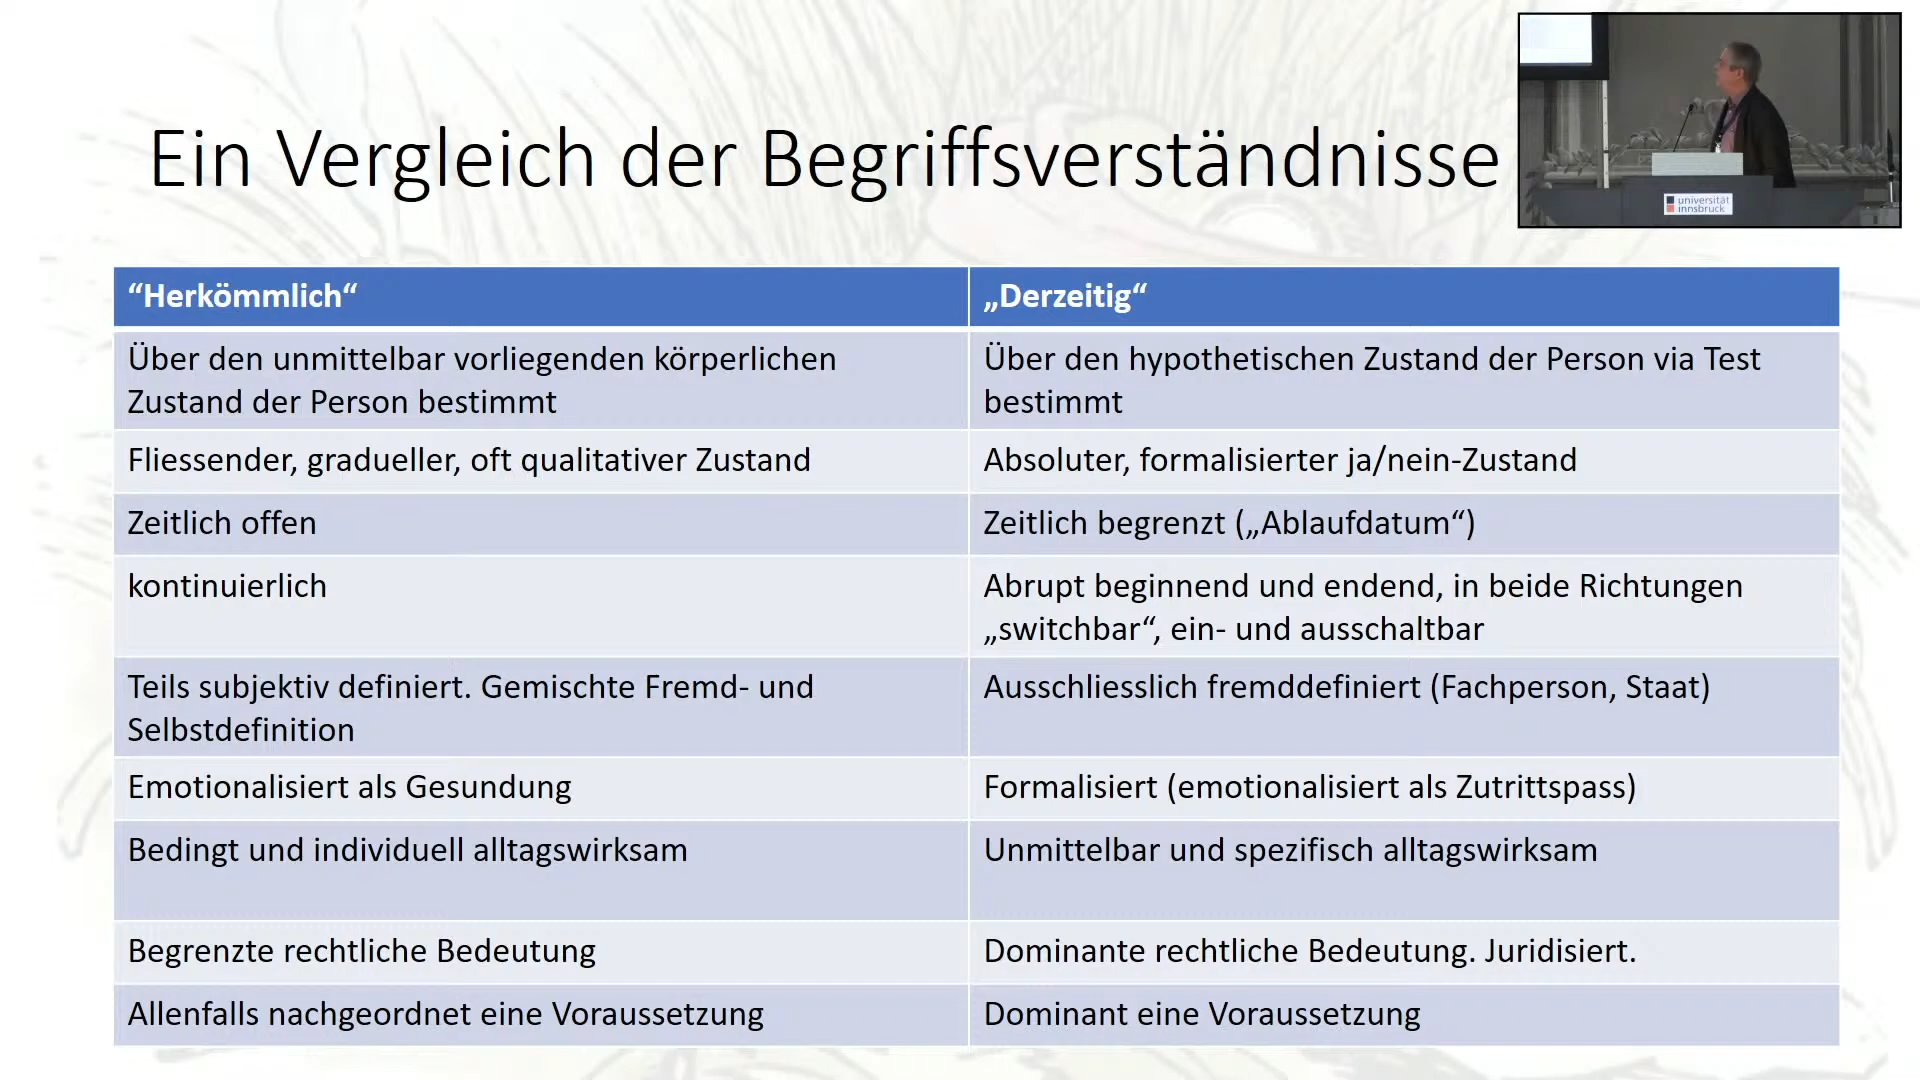 Ein Vergleich der Begriffsverständnisse
universität
innsbruck
“Herkömmlich“
„Derzeitig“
Über den unmittelbar vorliegenden körperlichen
Zustand der Person bestimmt
Über den hypothetischen Zustand der Person via Test
bestimmt
Fliessender, gradueller, oft qualitativer Zustand
Absoluter, formalisierter ja/nein-Zustand
Zeitlich offen
Zeitlich begrenzt („Ablaufdatum“)
kontinuierlich
Abrupt beginnend und endend, in beide Richtungen
„switchbar“, ein- und ausschaltbar
Teils subjektiv definiert. Gemischte Fremd- und
Selbstdefinition
Ausschliesslich fremddefiniert (Fachperson, Staat)
Emotionalisiert als Gesundung
Formalisiert (emotionalisiert als Zutrittspass)
Bedingt und individuell alltagswirksam
Unmittelbar und spezifisch alltagswirksam
Begrenzte rechtliche Bedeutung
Dominante rechtliche Bedeutung. Juridisiert.
Allenfalls nachgeordnet eine Voraussetzung
Dominant eine Voraussetzung